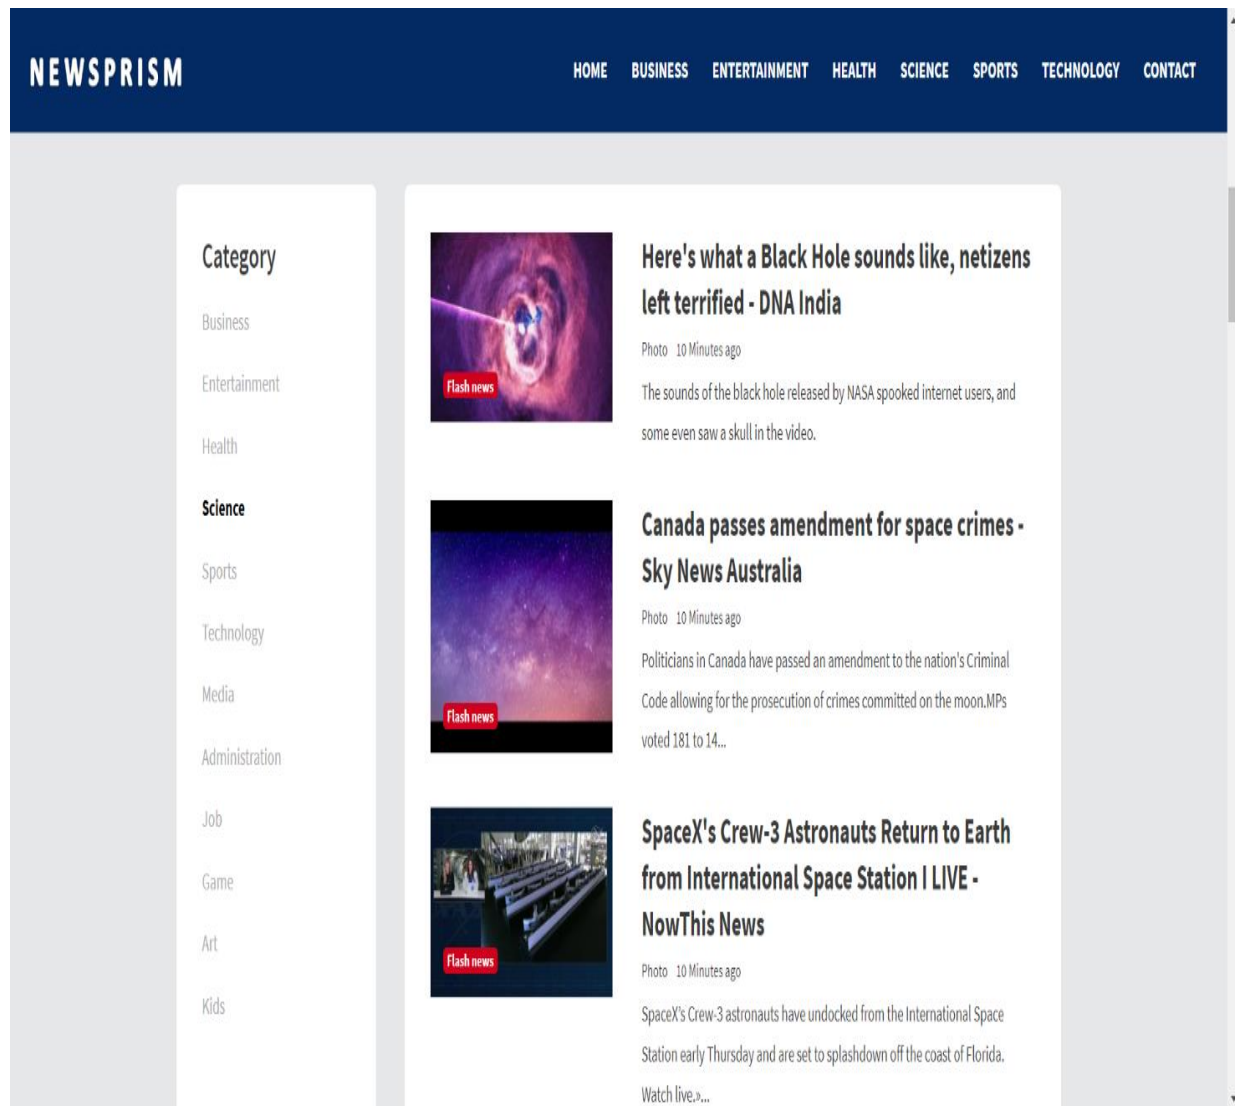 NEWSPRISM
HOME BUSINESS ENTERTAINMENT HEALTH SCIENCE SPORTS TECHNOLOGY CONTACT
Category
Business
Entertainment
Health
Science
Sports
Technology
Media
Administration
Job
Game
Art
Kids
Flash news
Here's what a Black Hole sounds like, netizens
left terrified - DNA India
Photo 10 Minutes ago
The sounds of the black hole released by NASA spooked internet users, and
some even saw a skull in the video.
Flash news
Canada passes amendment for space crimes -
Sky News Australia
Photo 10 Minutes ago
Politicians in Canada have passed an amendment to the nation's Criminal
Code allowing for the prosecution of crimes committed on the moon.MPs
voted 181 to 14...
Flash news
SpaceX's Crew-3 Astronauts Return to Earth
from International Space Station I LIVE -
NowThis News
Photo 10 Minutes ago
SpaceX's Crew-3 astronauts have undocked from the International Space
Station early Thursday and are set to splashdown off the coast of Florida.
Watch live.»...